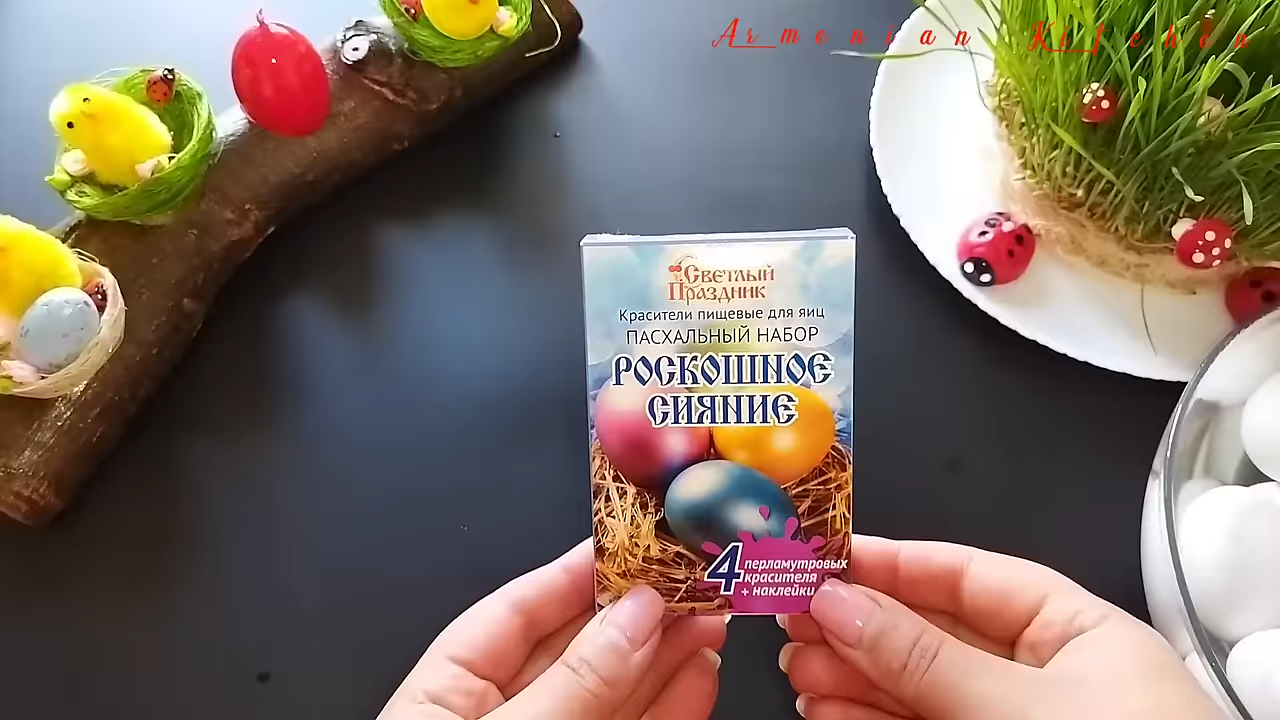 Armenian Kitchen
Светлый
Праздник
Красители пищевые для яиц
ПАСХАЛЬНЫЙ НАБОР
РОСКОШНОЕ
СИЯНИЕ
4 перламутровых
красителя
+ наклейки